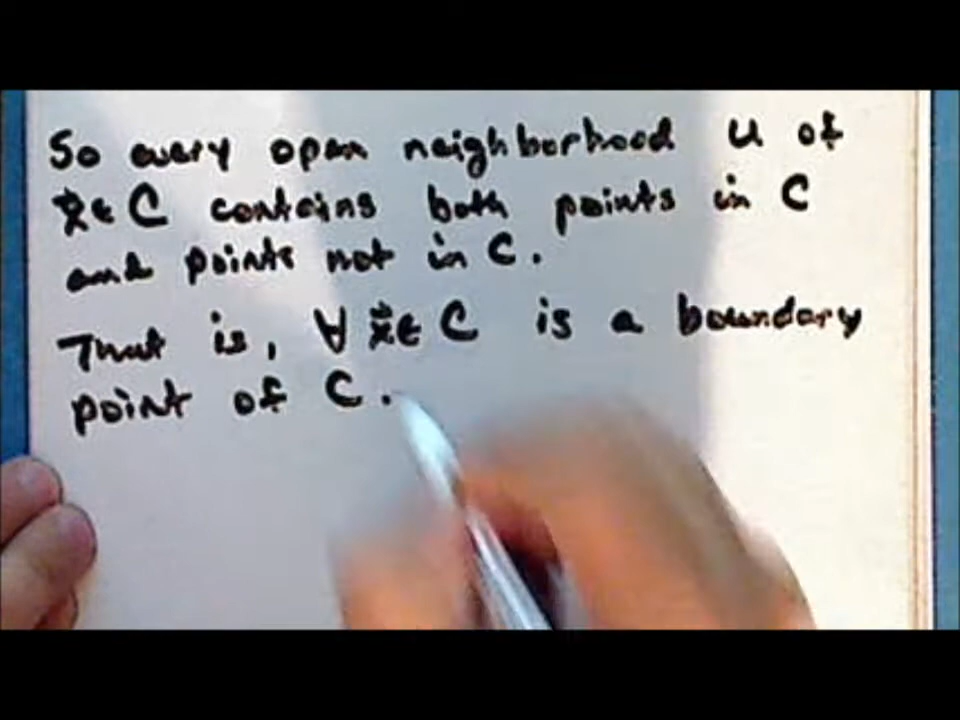 So every open neighborhood U of
x̄ ∈ C contains both points in C
and points not in C.
That is, ∀ x̄ ∈ C is a boundary
point of C.